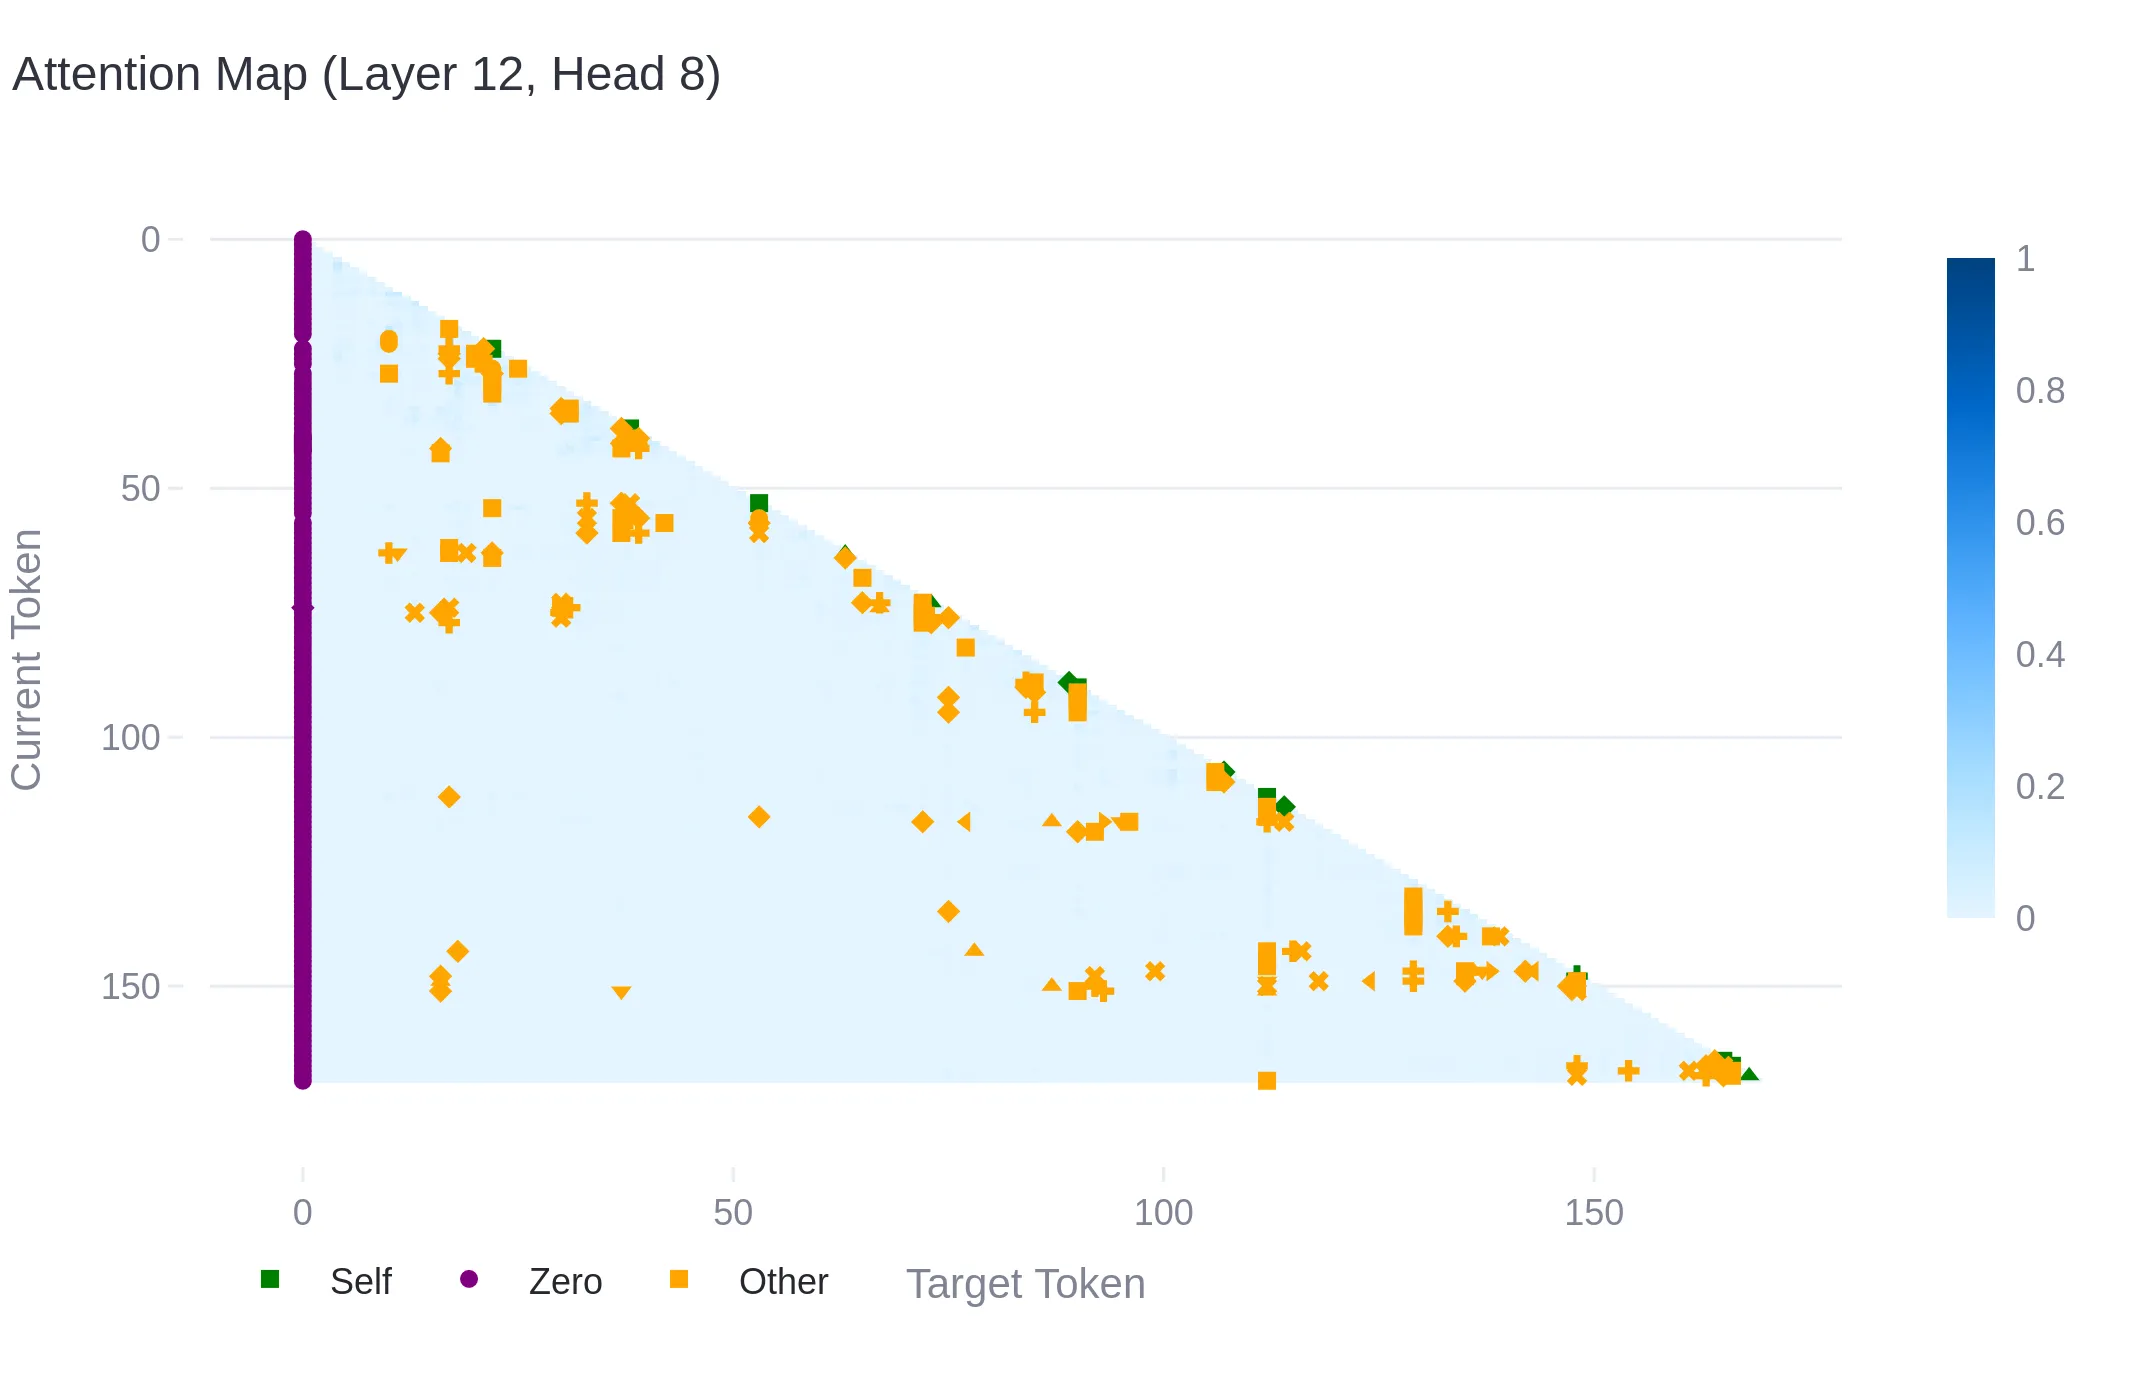 Attention Map (Layer 12, Head 8)
0
50
100
150
Current Token
1
0.8
0.6
0.4
0.2
0
0 50 100 150
Self Zero Other Target Token